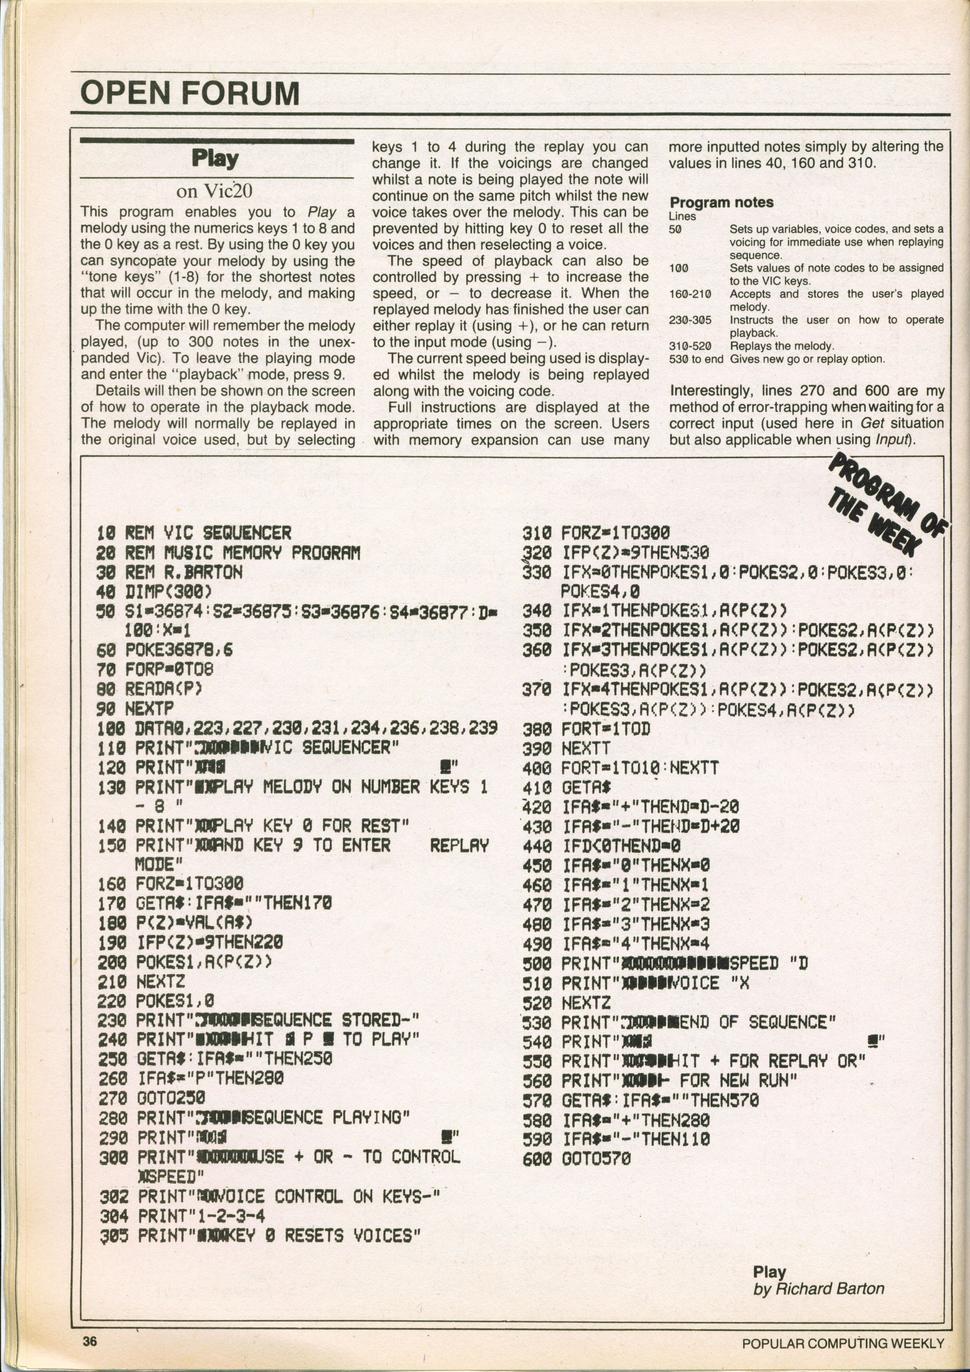 OPEN FORUM
Play
on Vic20
This program enables you to Play a
melody using the numerics keys 1 to 8 and
the 0 key as a rest. By using the 0 key you
can syncopate your melody by using the
"tone keys" (1-8) for the shortest notes
that will occur in the melody, and making
up the time with the 0 key.
The computer will remember the melody
played, (up to 300 notes in the unex-
panded Vic). To leave the playing mode
and enter the "playback" mode, press 9.
Details will then be shown on the screen
of how to operate in the playback mode.
The melody will normally be replayed in
the original voice used, but by selecting
keys 1 to 4 during the replay you can
change it. If the voicings are changed
whilst a note is being played the note will
continue on the same pitch whilst the new
voice takes over the melody. This can be
prevented by hitting key 0 to reset all the
voices and then reselecting a voice.
The speed of playback can also be
controlled by pressing + to increase the
speed, or − to decrease it. When the
replayed melody has finished the user can
either replay it (using +), or he can return
to the input mode (using −).
The current speed being used is display-
ed whilst the melody is being replayed
along with the voicing code.
Full instructions are displayed at the
appropriate times on the screen. Users
with memory expansion can use many
more inputted notes simply by altering the
values in lines 40, 160 and 310.
Program notes
Lines
50 Sets up variables, voice codes, and sets a
voicing for immediate use when replaying
sequence.
100 Sets values of note codes to be assigned
to the VIC keys.
160-210 Accepts and stores the user's played
melody.
230-305 Instructs the user on how to operate
playback.
310-520 Replays the melody.
530 to end Gives new go or replay option.
Interestingly, lines 270 and 600 are my
method of error-trapping when waiting for a
correct input (used here in Get situation
but also applicable when using Input).
PROGRAM OF
THE WEEK
10 REM VIC SEQUENCER
20 REM MUSIC MEMORY PROGRAM
30 REM R.BARTON
40 DIMP(300)
50 S1=36874:S2=36875:S3=36876:S4=36877:D=
100:X=1
60 POKE36878,6
70 FORP=0TO8
80 READA(P)
90 NEXTP
100 DATA0,223,227,230,231,234,236,238,239
110 PRINT"VIC SEQUENCER"
120 PRINT" "
130 PRINT"PLAY MELODY ON NUMBER KEYS 1
- 8 "
140 PRINT"PLAY KEY 0 FOR REST"
150 PRINT"AND KEY 9 TO ENTER REPLAY
MODE"
160 FORZ=1TO300
170 GETA$:IFA$=""THEN170
180 P(Z)=VAL(A$)
190 IFP(Z)=9THEN220
200 POKES1,A(P(Z))
210 NEXTZ
220 POKES1,0
230 PRINT"SEQUENCE STORED-"
240 PRINT"HIT P TO PLAY"
250 GETA$:IFA$=""THEN250
260 IFA$="P"THEN280
270 GOTO250
280 PRINT"SEQUENCE PLAYING"
290 PRINT" "
300 PRINT"USE + OR - TO CONTROL
SPEED"
302 PRINT"VOICE CONTROL ON KEYS-"
304 PRINT"1-2-3-4
305 PRINT"KEY 0 RESETS VOICES"
310 FORZ=1TO300
320 IFP(Z)=9THEN530
330 IFX=0THENPOKES1,0:POKES2,0:POKES3,0:
POKES4,0
340 IFX=1THENPOKES1,A(P(Z))
350 IFX=2THENPOKES1,A(P(Z)):POKES2,A(P(Z))
360 IFX=3THENPOKES1,A(P(Z)):POKES2,A(P(Z))
:POKES3,A(P(Z))
370 IFX=4THENPOKES1,A(P(Z)):POKES2,A(P(Z))
:POKES3,A(P(Z)):POKES4,A(P(Z))
380 FORT=1TOD
390 NEXTT
400 FORT=1TO10:NEXTT
410 GETA$
420 IFA$="+"THEND=D-20
430 IFA$="-"THEND=D+20
440 IFD<0THEND=0
450 IFA$="0"THENX=0
460 IFA$="1"THENX=1
470 IFA$="2"THENX=2
480 IFA$="3"THENX=3
490 IFA$="4"THENX=4
500 PRINT"SPEED "D
510 PRINT"VOICE "X
520 NEXTZ
530 PRINT"END OF SEQUENCE"
540 PRINT" "
550 PRINT"HIT + FOR REPLAY OR"
560 PRINT"- FOR NEW RUN"
570 GETA$:IFA$=""THEN570
580 IFA$="+"THEN280
590 IFA$="-"THEN110
600 GOTO570
Play
by Richard Barton
36
POPULAR COMPUTING WEEKLY